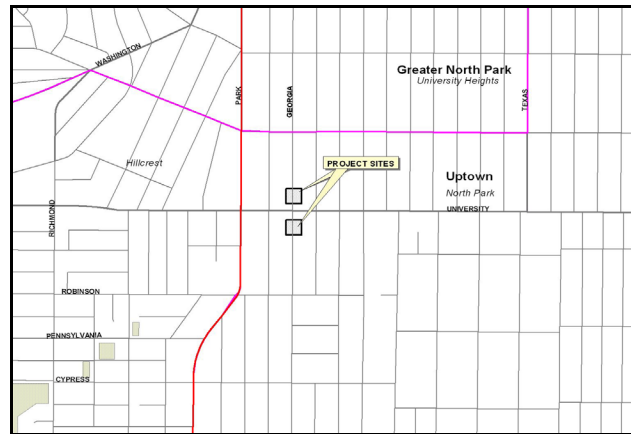 WASHINGTON
PARK
GEORGIA
Greater North Park
University Heights
TEXAS
Hillcrest
PROJECT SITES
Uptown
North Park
UNIVERSITY
RICHMOND
ROBINSON
PENNSYLVANIA
CYPRESS